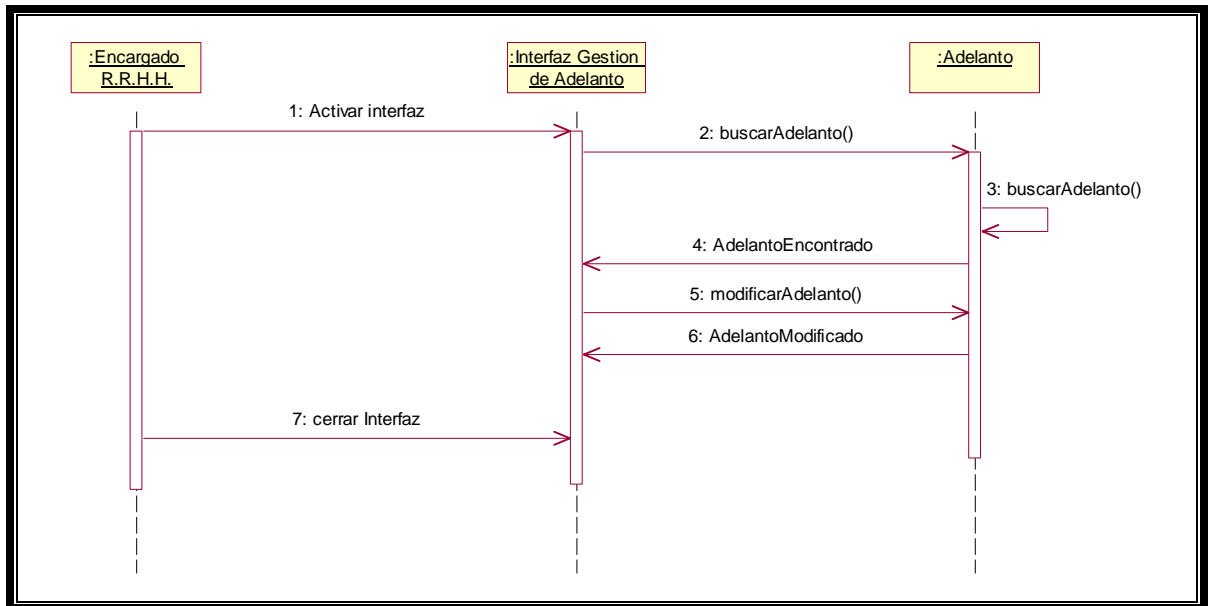 :Encargado
R.R.H.H.
:Interfaz Gestion
de Adelanto
:Adelanto
1: Activar interfaz
2: buscarAdelanto()
3: buscarAdelanto()
4: AdelantoEncontrado
5: modificarAdelanto()
6: AdelantoModificado
7: cerrar Interfaz